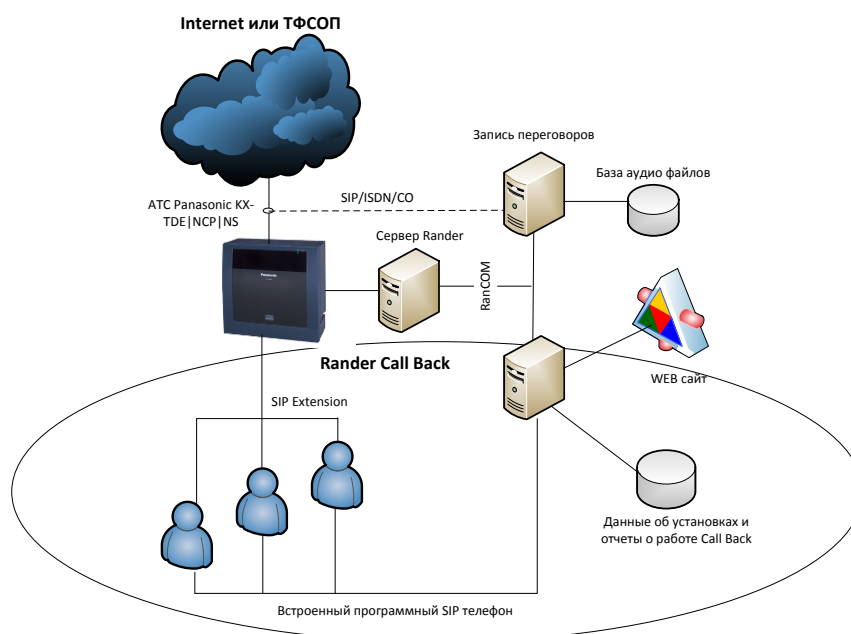 Internet или ТФСОП
Запись переговоров
База аудио файлов
АТС Panasonic KX-
TDE|NCP|NS
SIP/ISDN/CO
Сервер Rander
Panasonic
RanCOM
Rander Call Back
WEB сайт
SIP Extension
Данные об установках и
отчеты о работе Call Back
Встроенный программный SIP телефон